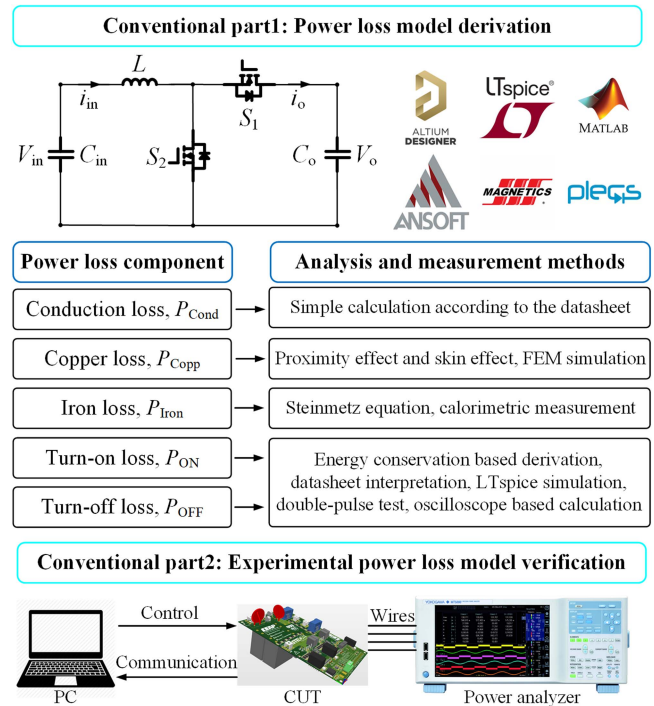 Conventional part1: Power loss model derivation
L
i_in
i_o
S_1
V_in
C_in
S_2
C_o
V_o
ALTIUM
DESIGNER
LTspice®
MATLAB
ANSOFT
MAGNETICS
plecs
Power loss component
Analysis and measurement methods
Conduction loss, P_Cond
Simple calculation according to the datasheet
Copper loss, P_Copp
Proximity effect and skin effect, FEM simulation
Iron loss, P_Iron
Steinmetz equation, calorimetric measurement
Turn-on loss, P_ON
Turn-off loss, P_OFF
Energy conservation based derivation,
datasheet interpretation, LTspice simulation,
double-pulse test, oscilloscope based calculation
Conventional part2: Experimental power loss model verification
Control
Wires
Communication
PC
CUT
Power analyzer